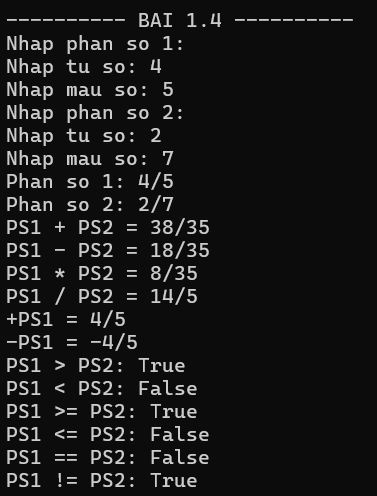 ---------- BAI 1.4 ----------
Nhap phan so 1:
Nhap tu so: 4
Nhap mau so: 5
Nhap phan so 2:
Nhap tu so: 2
Nhap mau so: 7
Phan so 1: 4/5
Phan so 2: 2/7
PS1 + PS2 = 38/35
PS1 - PS2 = 18/35
PS1 * PS2 = 8/35
PS1 / PS2 = 14/5
+PS1 = 4/5
-PS1 = -4/5
PS1 > PS2: True
PS1 < PS2: False
PS1 >= PS2: True
PS1 <= PS2: False
PS1 == PS2: False
PS1 != PS2: True